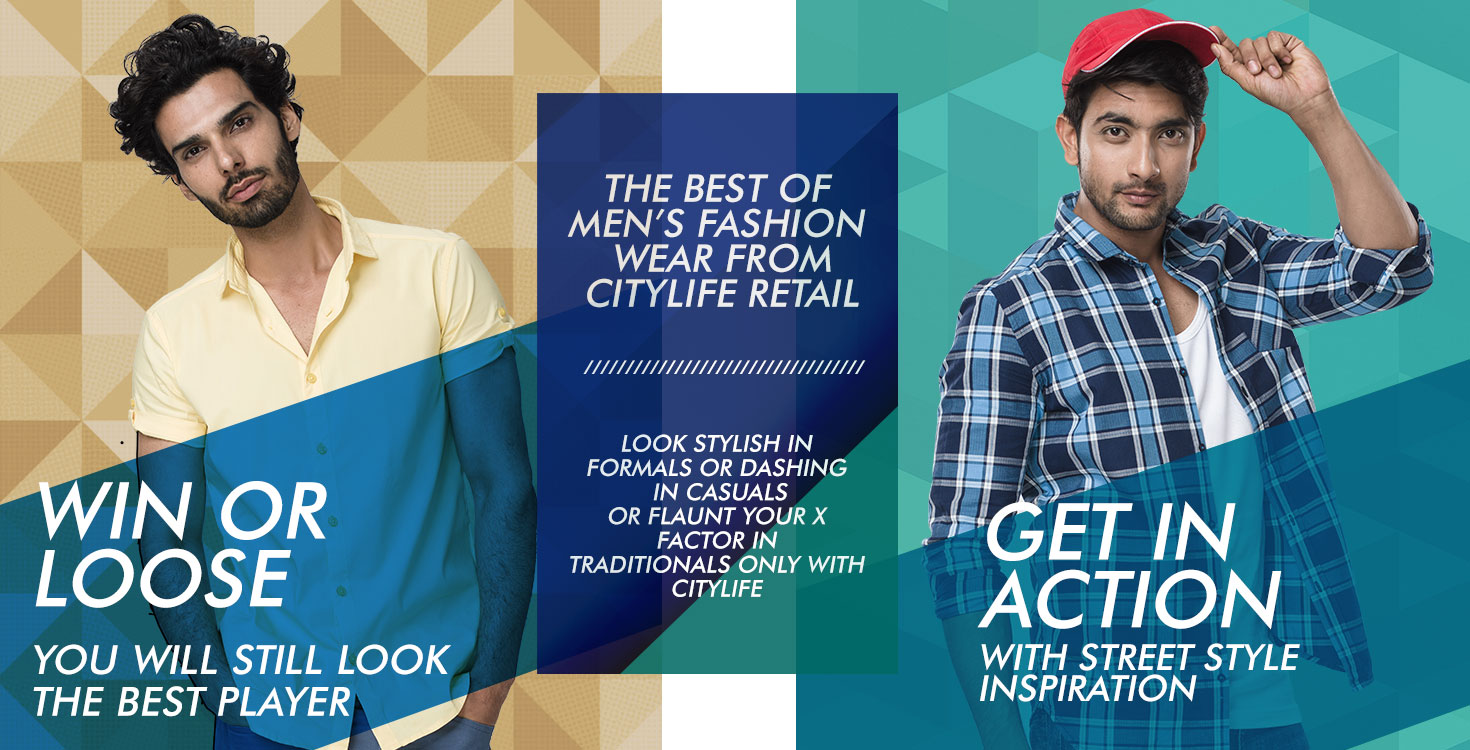 WIN OR
LOOSE
YOU WILL STILL LOOK
THE BEST PLAYER
THE BEST OF
MEN'S FASHION
WEAR FROM
CITYLIFE RETAIL
LOOK STYLISH IN
FORMALS OR DASHING
IN CASUALS
OR FLAUNT YOUR X
FACTOR IN
TRADITIONALS ONLY WITH
CITYLIFE
GET IN
ACTION
WITH STREET STYLE
INSPIRATION